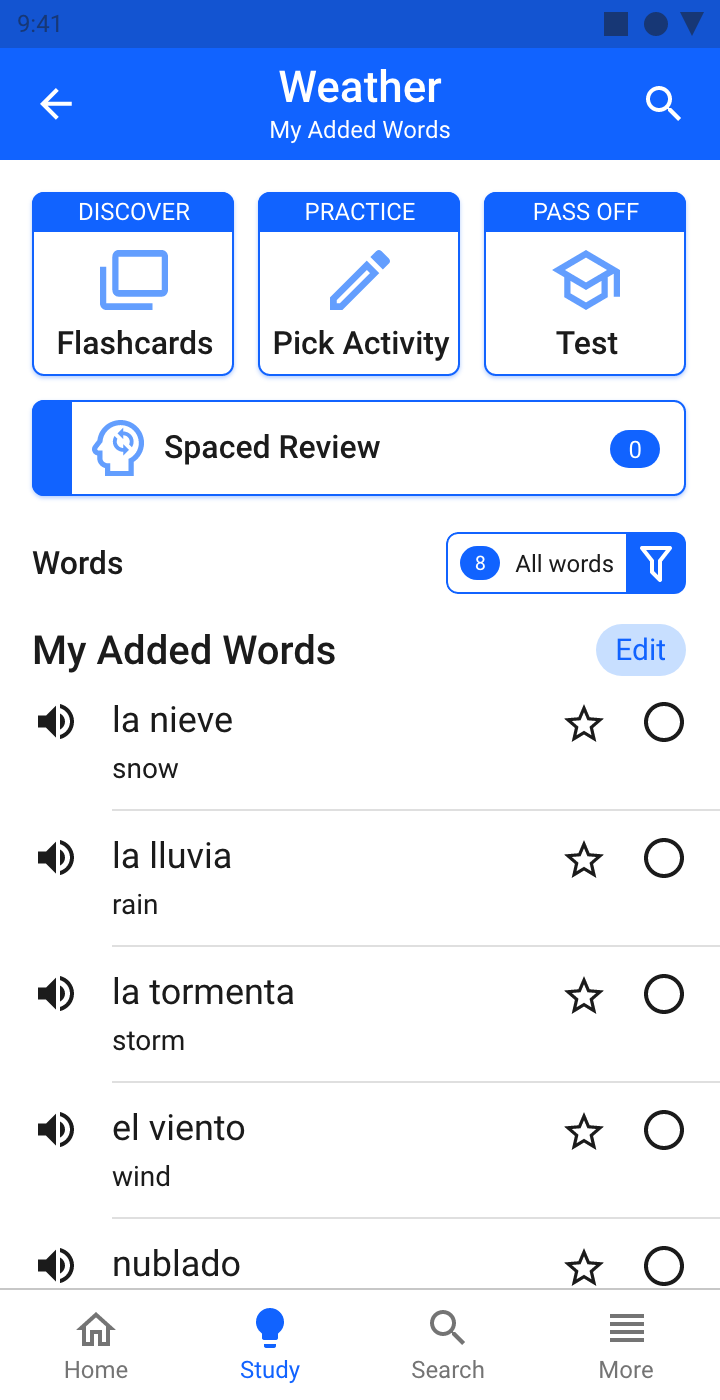 9:41
Weather
My Added Words
DISCOVER
Flashcards
PRACTICE
Pick Activity
PASS OFF
Test
Spaced Review
0
Words
8 All words
My Added Words
Edit
la nieve
snow
la lluvia
rain
la tormenta
storm
el viento
wind
nublado
Home
Study
Search
More